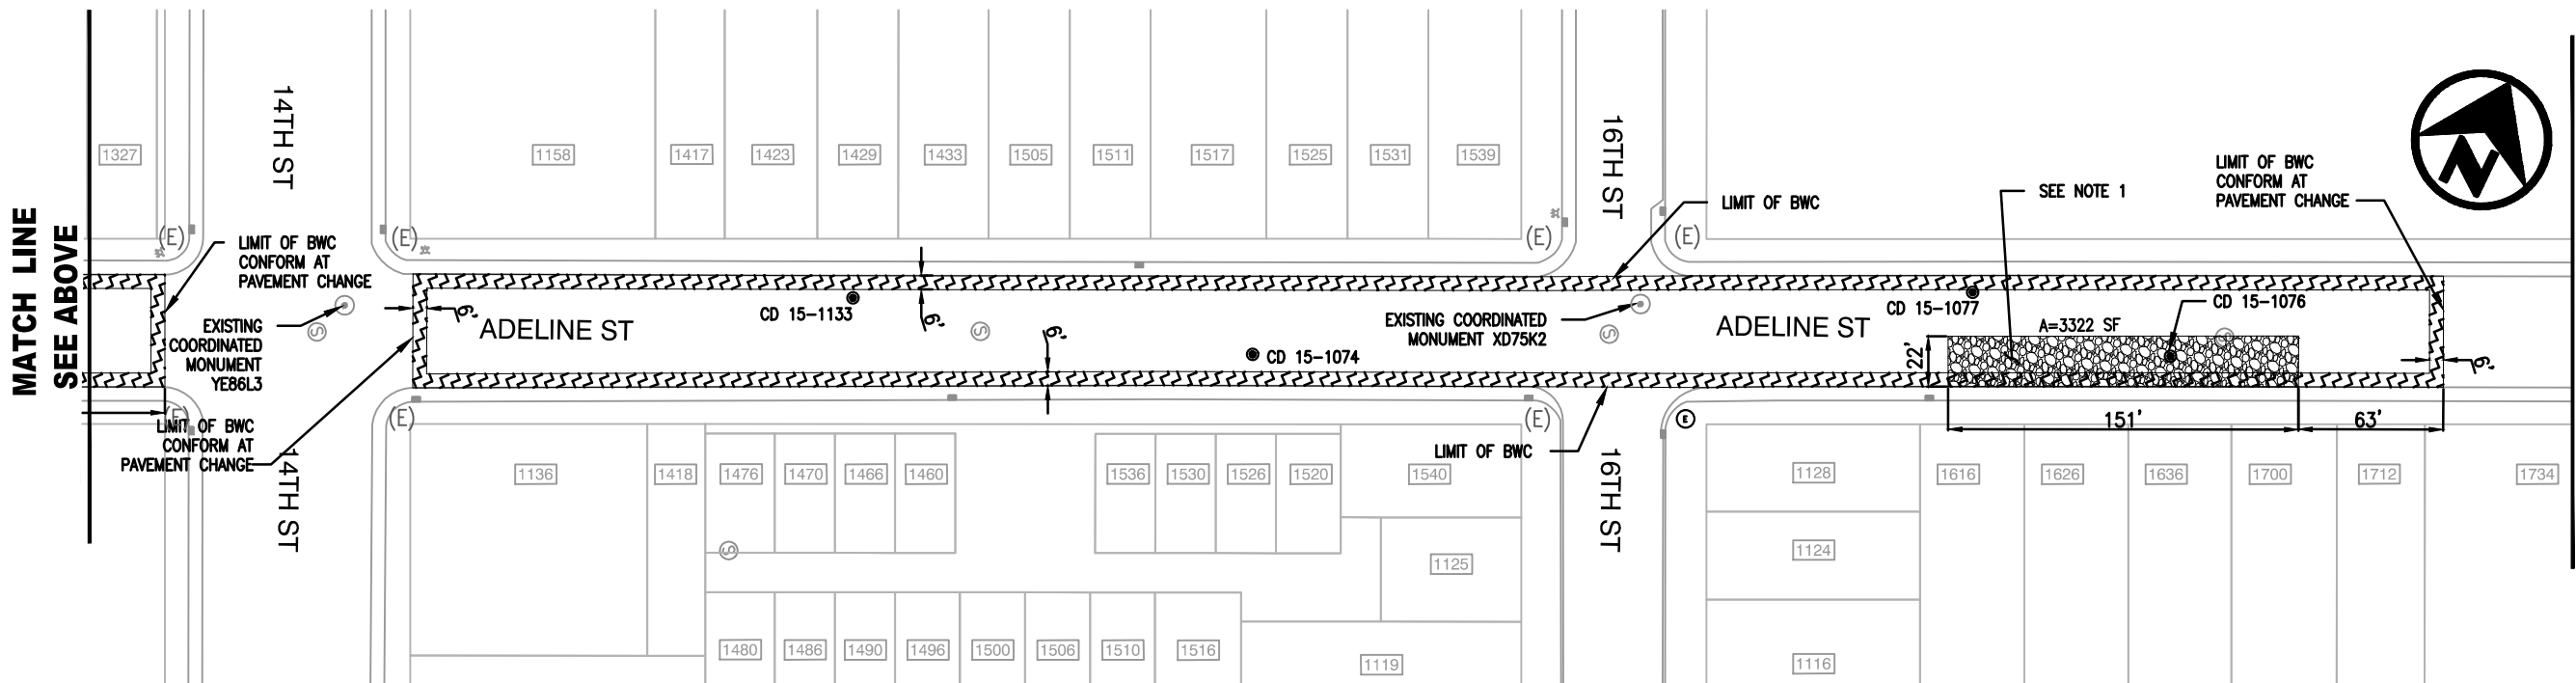 MATCH LINE
SEE ABOVE
14TH ST
16TH ST
1327
1158
1417
1423
1429
1433
1505
1511
1517
1525
1531
1539
N
LIMIT OF BWC
CONFORM AT
PAVEMENT CHANGE
SEE NOTE 1
LIMIT OF BWC
(E)
(E)
(E)
(E)
LIMIT OF BWC
CONFORM AT
PAVEMENT CHANGE
EXISTING
COORDINATED
MONUMENT
YE86L3
S
6'
ADELINE ST
CD 15-1133
6'
S
6'
CD 15-1074
EXISTING COORDINATED
MONUMENT XD75K2
S
ADELINE ST
CD 15-1077
CD 15-1076
A=3322 SF
S
22'
6'
151'
63'
(E)
(E)
(E)
E
LIMIT OF BWC
CONFORM AT
PAVEMENT CHANGE
LIMIT OF BWC
14TH ST
16TH ST
1136
1418
1476
1470
1466
1460
1536
1530
1526
1520
1540
1128
1616
1626
1636
1700
1712
1734
S
1125
1124
1480
1486
1490
1496
1500
1506
1510
1516
1119
1116